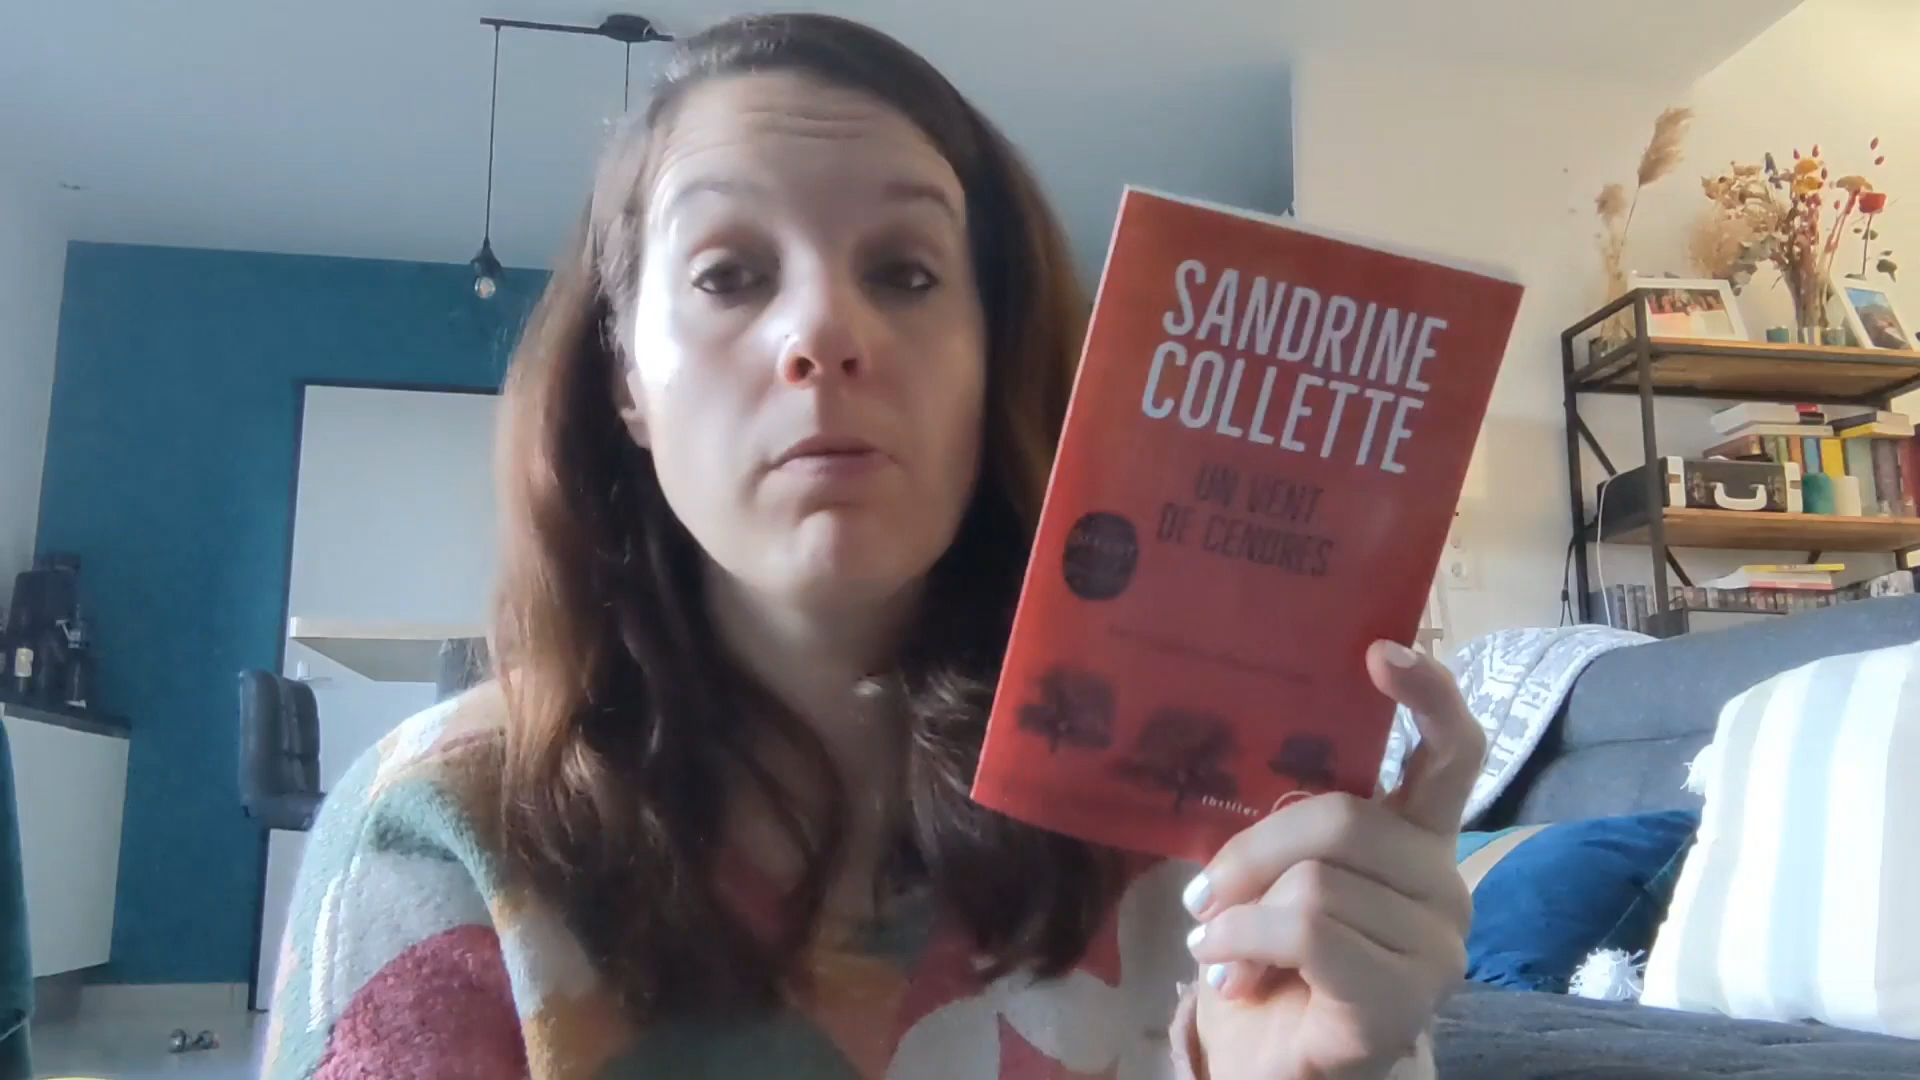 SANDRINE
COLLETTE
UN VENT
DE CENDRES
thriller